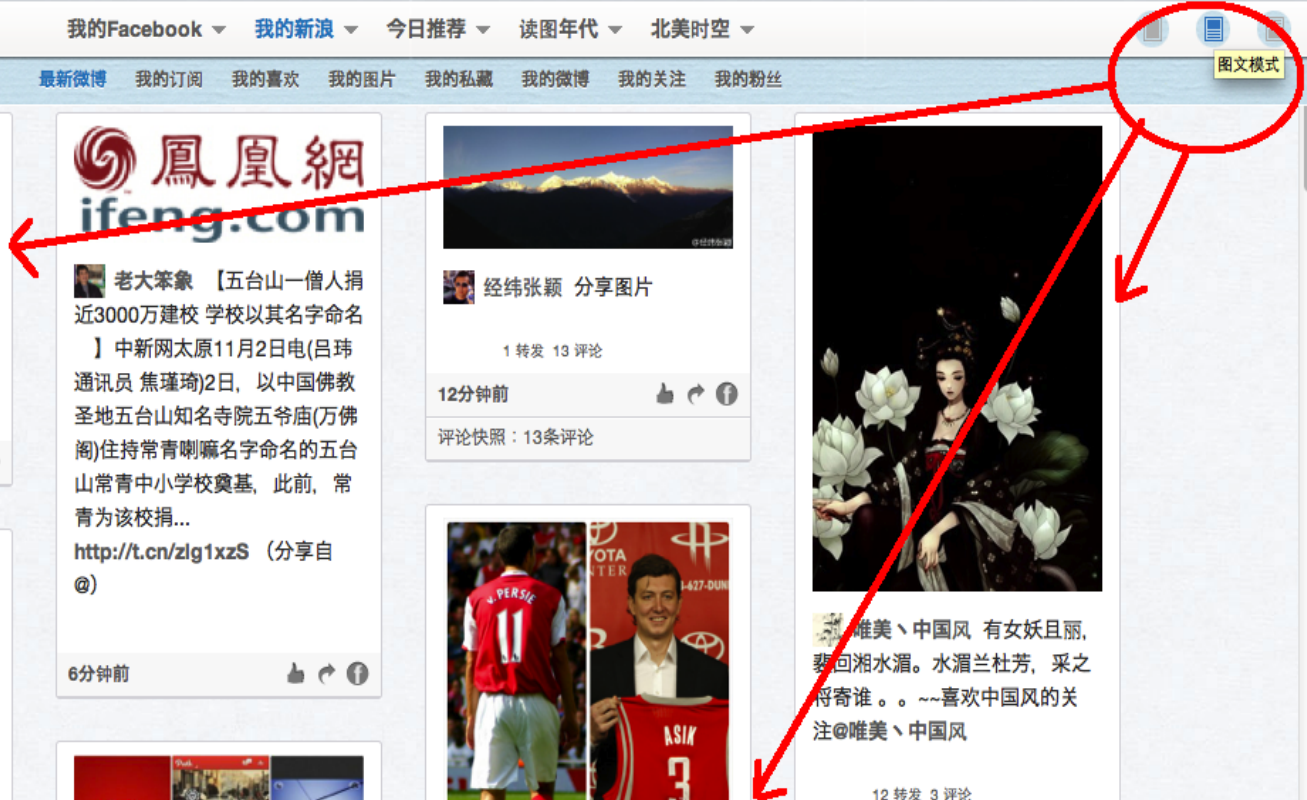 我的Facebook 我的新浪 今日推荐 读图年代 北美时空
图文模式
最新微博 我的订阅 我的喜欢 我的图片 我的私藏 我的微博 我的关注 我的粉丝
鳳凰網
ifeng.com
老大笨象 【五台山一僧人捐
近3000万建校 学校以其名字命名
】中新网太原11月2日电(吕玮
通讯员 焦瑾琦)2日，以中国佛教
圣地五台山知名寺院五爷庙(万佛
阁)住持常青喇嘛名字命名的五台
山常青中小学校奠基，此前，常
青为该校捐...
http://t.cn/zlg1xzS （分享自
@）
6分钟前
@经纬张颖
经纬张颖 分享图片
1 转发 13 评论
12分钟前
评论快照：13条评论
v. PERSIE
11
YOTA
NTER
ASIK
3
唯美丶中国风 有女妖且丽,
裴回湘水湄。水湄兰杜芳，采之
将寄谁 。。~~喜欢中国风的关
注@唯美丶中国风
12 转发 3 评论
Path